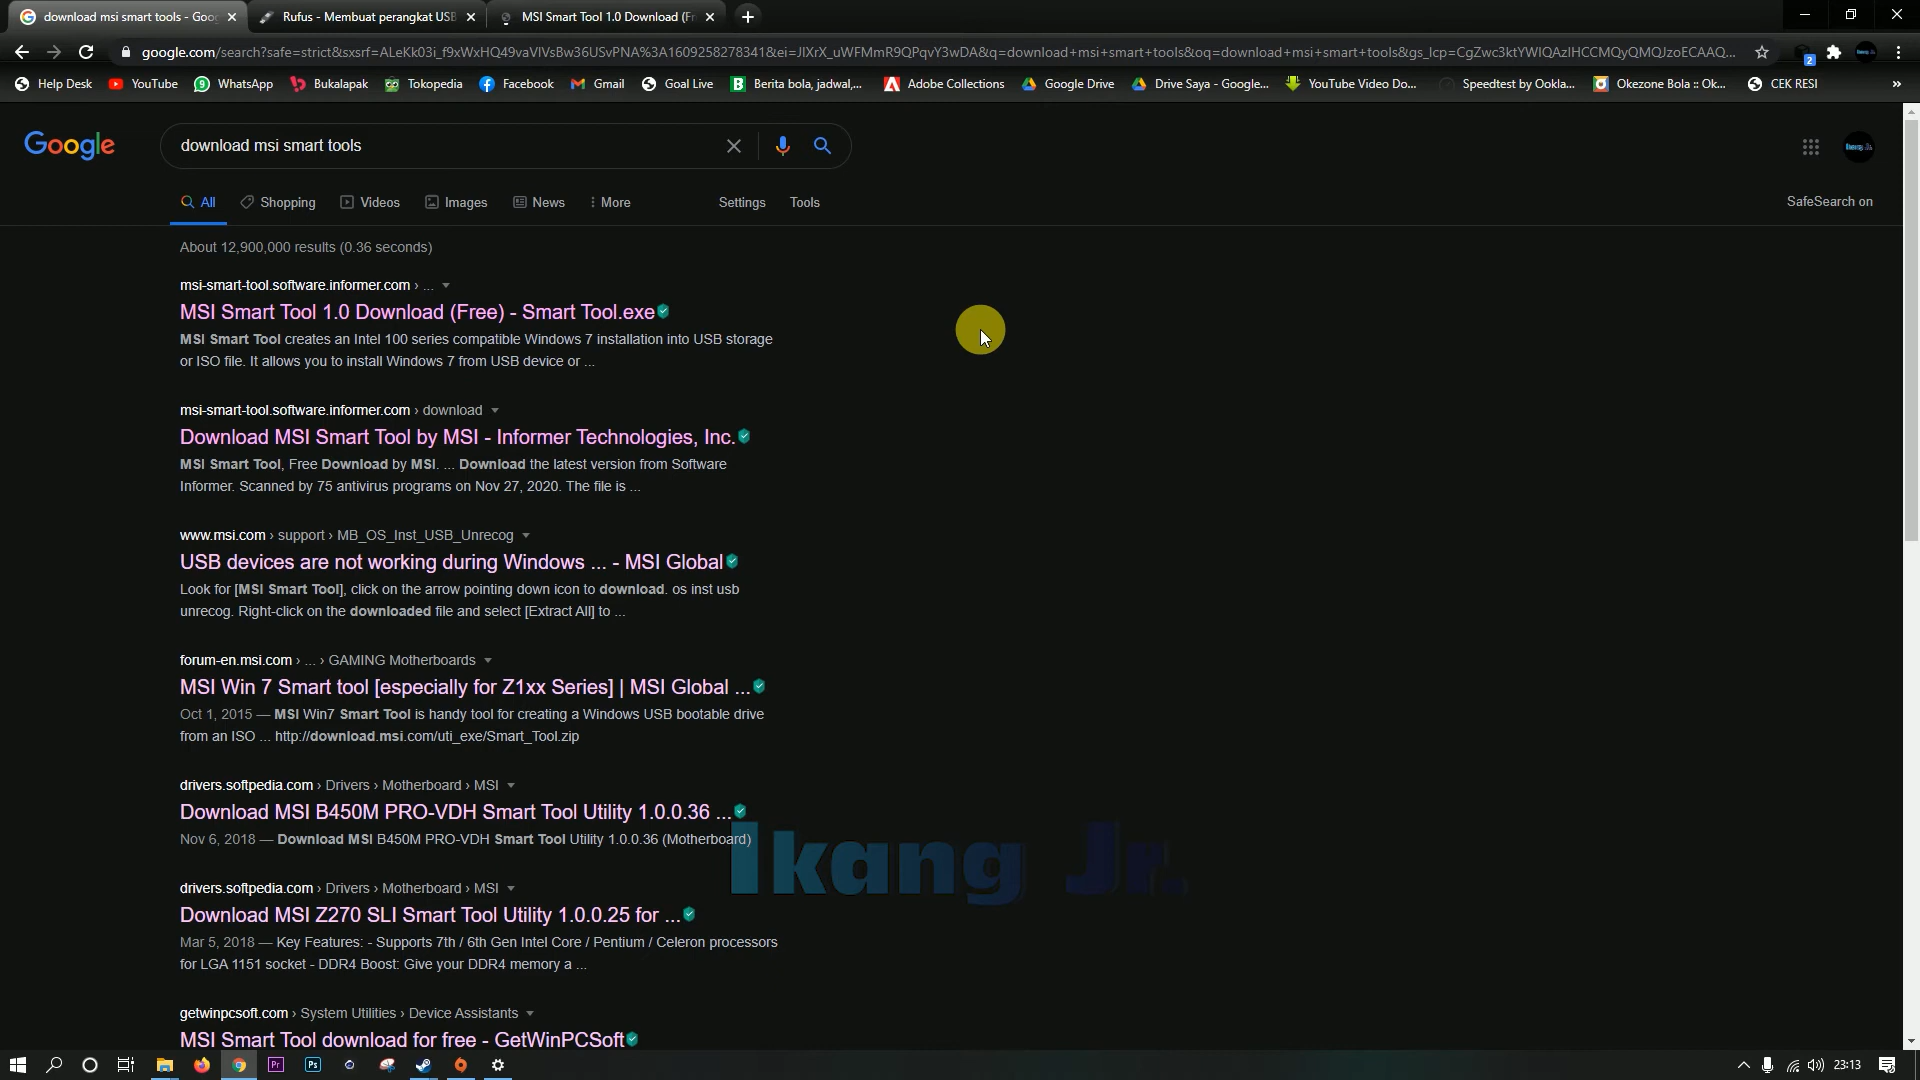 download msi smart tools - Goo
Rufus - Membuat perangkat USB
MSI Smart Tool 1.0 Download (Fr
google.com/search?safe=strict&sxsrf=ALeKk03i_f9xWxHQ49vaVlVsBw36USvPNA%3A1609258278341&ei=JlXrX_uWFMmR9QPqvY3wDA&q=download+msi+smart+tools&oq=download+msi+smart+tools&gs_lcp=CgZwc3ktYWIQAzIHCCMQyQMQJzoECAAQ...
2
Help Desk
YouTube
WhatsApp
Bukalapak
Tokopedia
Facebook
Gmail
Goal Live
Berita bola, jadwal,...
Adobe Collections
Google Drive
Drive Saya - Google...
YouTube Video Do...
Speedtest by Ookla...
Okezone Bola :: Ok...
CEK RESI
Google
download msi smart tools
All
Shopping
Videos
Images
News
More
Settings
Tools
SafeSearch on
About 12,900,000 results (0.36 seconds)
msi-smart-tool.software.informer.com › ...
MSI Smart Tool 1.0 Download (Free) - Smart Tool.exe
MSI Smart Tool creates an Intel 100 series compatible Windows 7 installation into USB storage
or ISO file. It allows you to install Windows 7 from USB device or ...
msi-smart-tool.software.informer.com › download
Download MSI Smart Tool by MSI - Informer Technologies, Inc.
MSI Smart Tool, Free Download by MSI. ... Download the latest version from Software
Informer. Scanned by 75 antivirus programs on Nov 27, 2020. The file is ...
www.msi.com › support › MB_OS_Inst_USB_Unrecog
USB devices are not working during Windows ... - MSI Global
Look for [MSI Smart Tool], click on the arrow pointing down icon to download. os inst usb
unrecog. Right-click on the downloaded file and select [Extract All] to ...
forum-en.msi.com › ... › GAMING Motherboards
MSI Win 7 Smart tool [especially for Z1xx Series] | MSI Global ...
Oct 1, 2015 — MSI Win7 Smart Tool is handy tool for creating a Windows USB bootable drive
from an ISO ... http://download.msi.com/uti_exe/Smart_Tool.zip
drivers.softpedia.com › Drivers › Motherboard › MSI
Download MSI B450M PRO-VDH Smart Tool Utility 1.0.0.36 ...
Nov 6, 2018 — Download MSI B450M PRO-VDH Smart Tool Utility 1.0.0.36 (Motherboard)
Ikang Jr.
drivers.softpedia.com › Drivers › Motherboard › MSI
Download MSI Z270 SLI Smart Tool Utility 1.0.0.25 for ...
Mar 5, 2018 — Key Features: - Supports 7th / 6th Gen Intel Core / Pentium / Celeron processors
for LGA 1151 socket - DDR4 Boost: Give your DDR4 memory a ...
getwinpcsoft.com › System Utilities › Device Assistants
MSI Smart Tool download for free - GetWinPCSoft
Pr
Ps
23:13